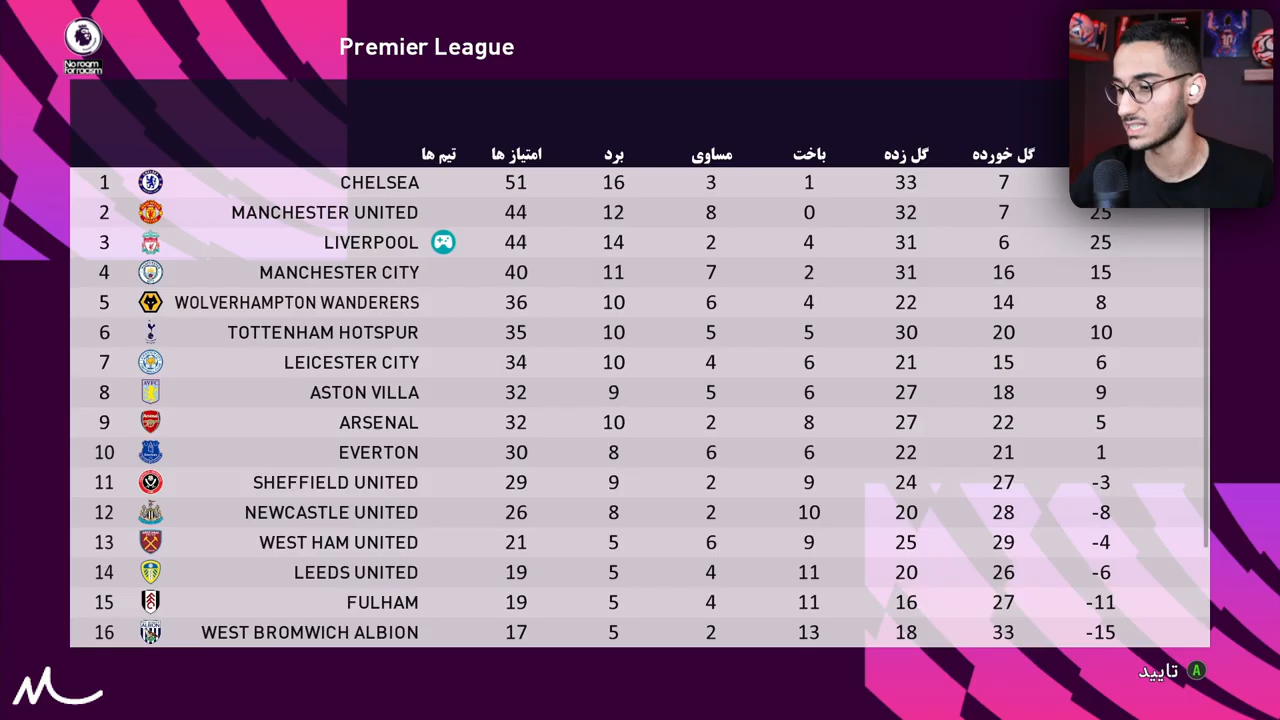 Premier League
No room
For racism
تیم ها امتیاز ها برد مساوی باخت گل زده گل خورده
1 CHELSEA 51 16 3 1 33 7
2 MANCHESTER UNITED 44 12 8 0 32 7 25
3 LIVERPOOL 44 14 2 4 31 6 25
4 MANCHESTER CITY 40 11 7 2 31 16 15
5 WOLVERHAMPTON WANDERERS 36 10 6 4 22 14 8
6 TOTTENHAM HOTSPUR 35 10 5 5 30 20 10
7 LEICESTER CITY 34 10 4 6 21 15 6
8 ASTON VILLA 32 9 5 6 27 18 9
9 ARSENAL 32 10 2 8 27 22 5
10 EVERTON 30 8 6 6 22 21 1
11 SHEFFIELD UNITED 29 9 2 9 24 27 -3
12 NEWCASTLE UNITED 26 8 2 10 20 28 -8
13 WEST HAM UNITED 21 5 6 9 25 29 -4
14 LEEDS UNITED 19 5 4 11 20 26 -6
15 FULHAM 19 5 4 11 16 27 -11
16 WEST BROMWICH ALBION 17 5 2 13 18 33 -15
تایید A